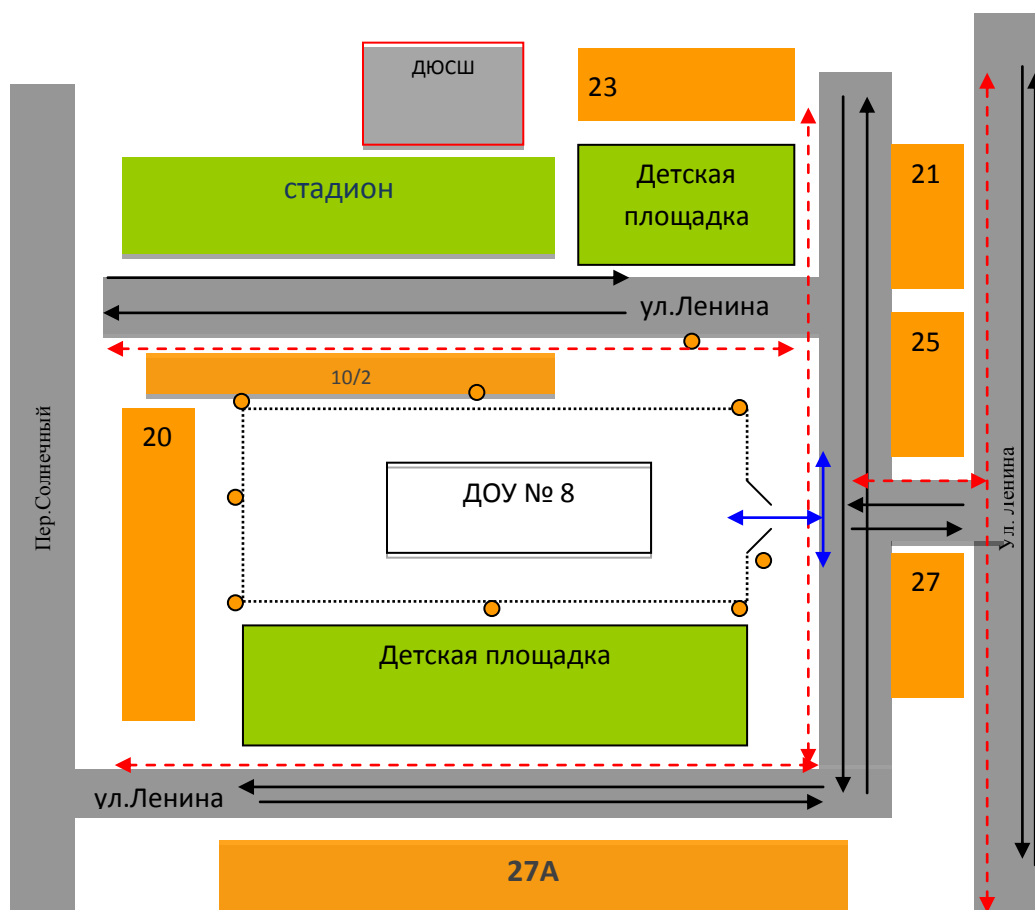 дюсш
23
Детская
площадка
стадион
21
ул.Ленина
25
10/2
20
ДОУ № 8
Пер.Солнечный
Ул. Ленина
27
Детская площадка
ул.Ленина
27А